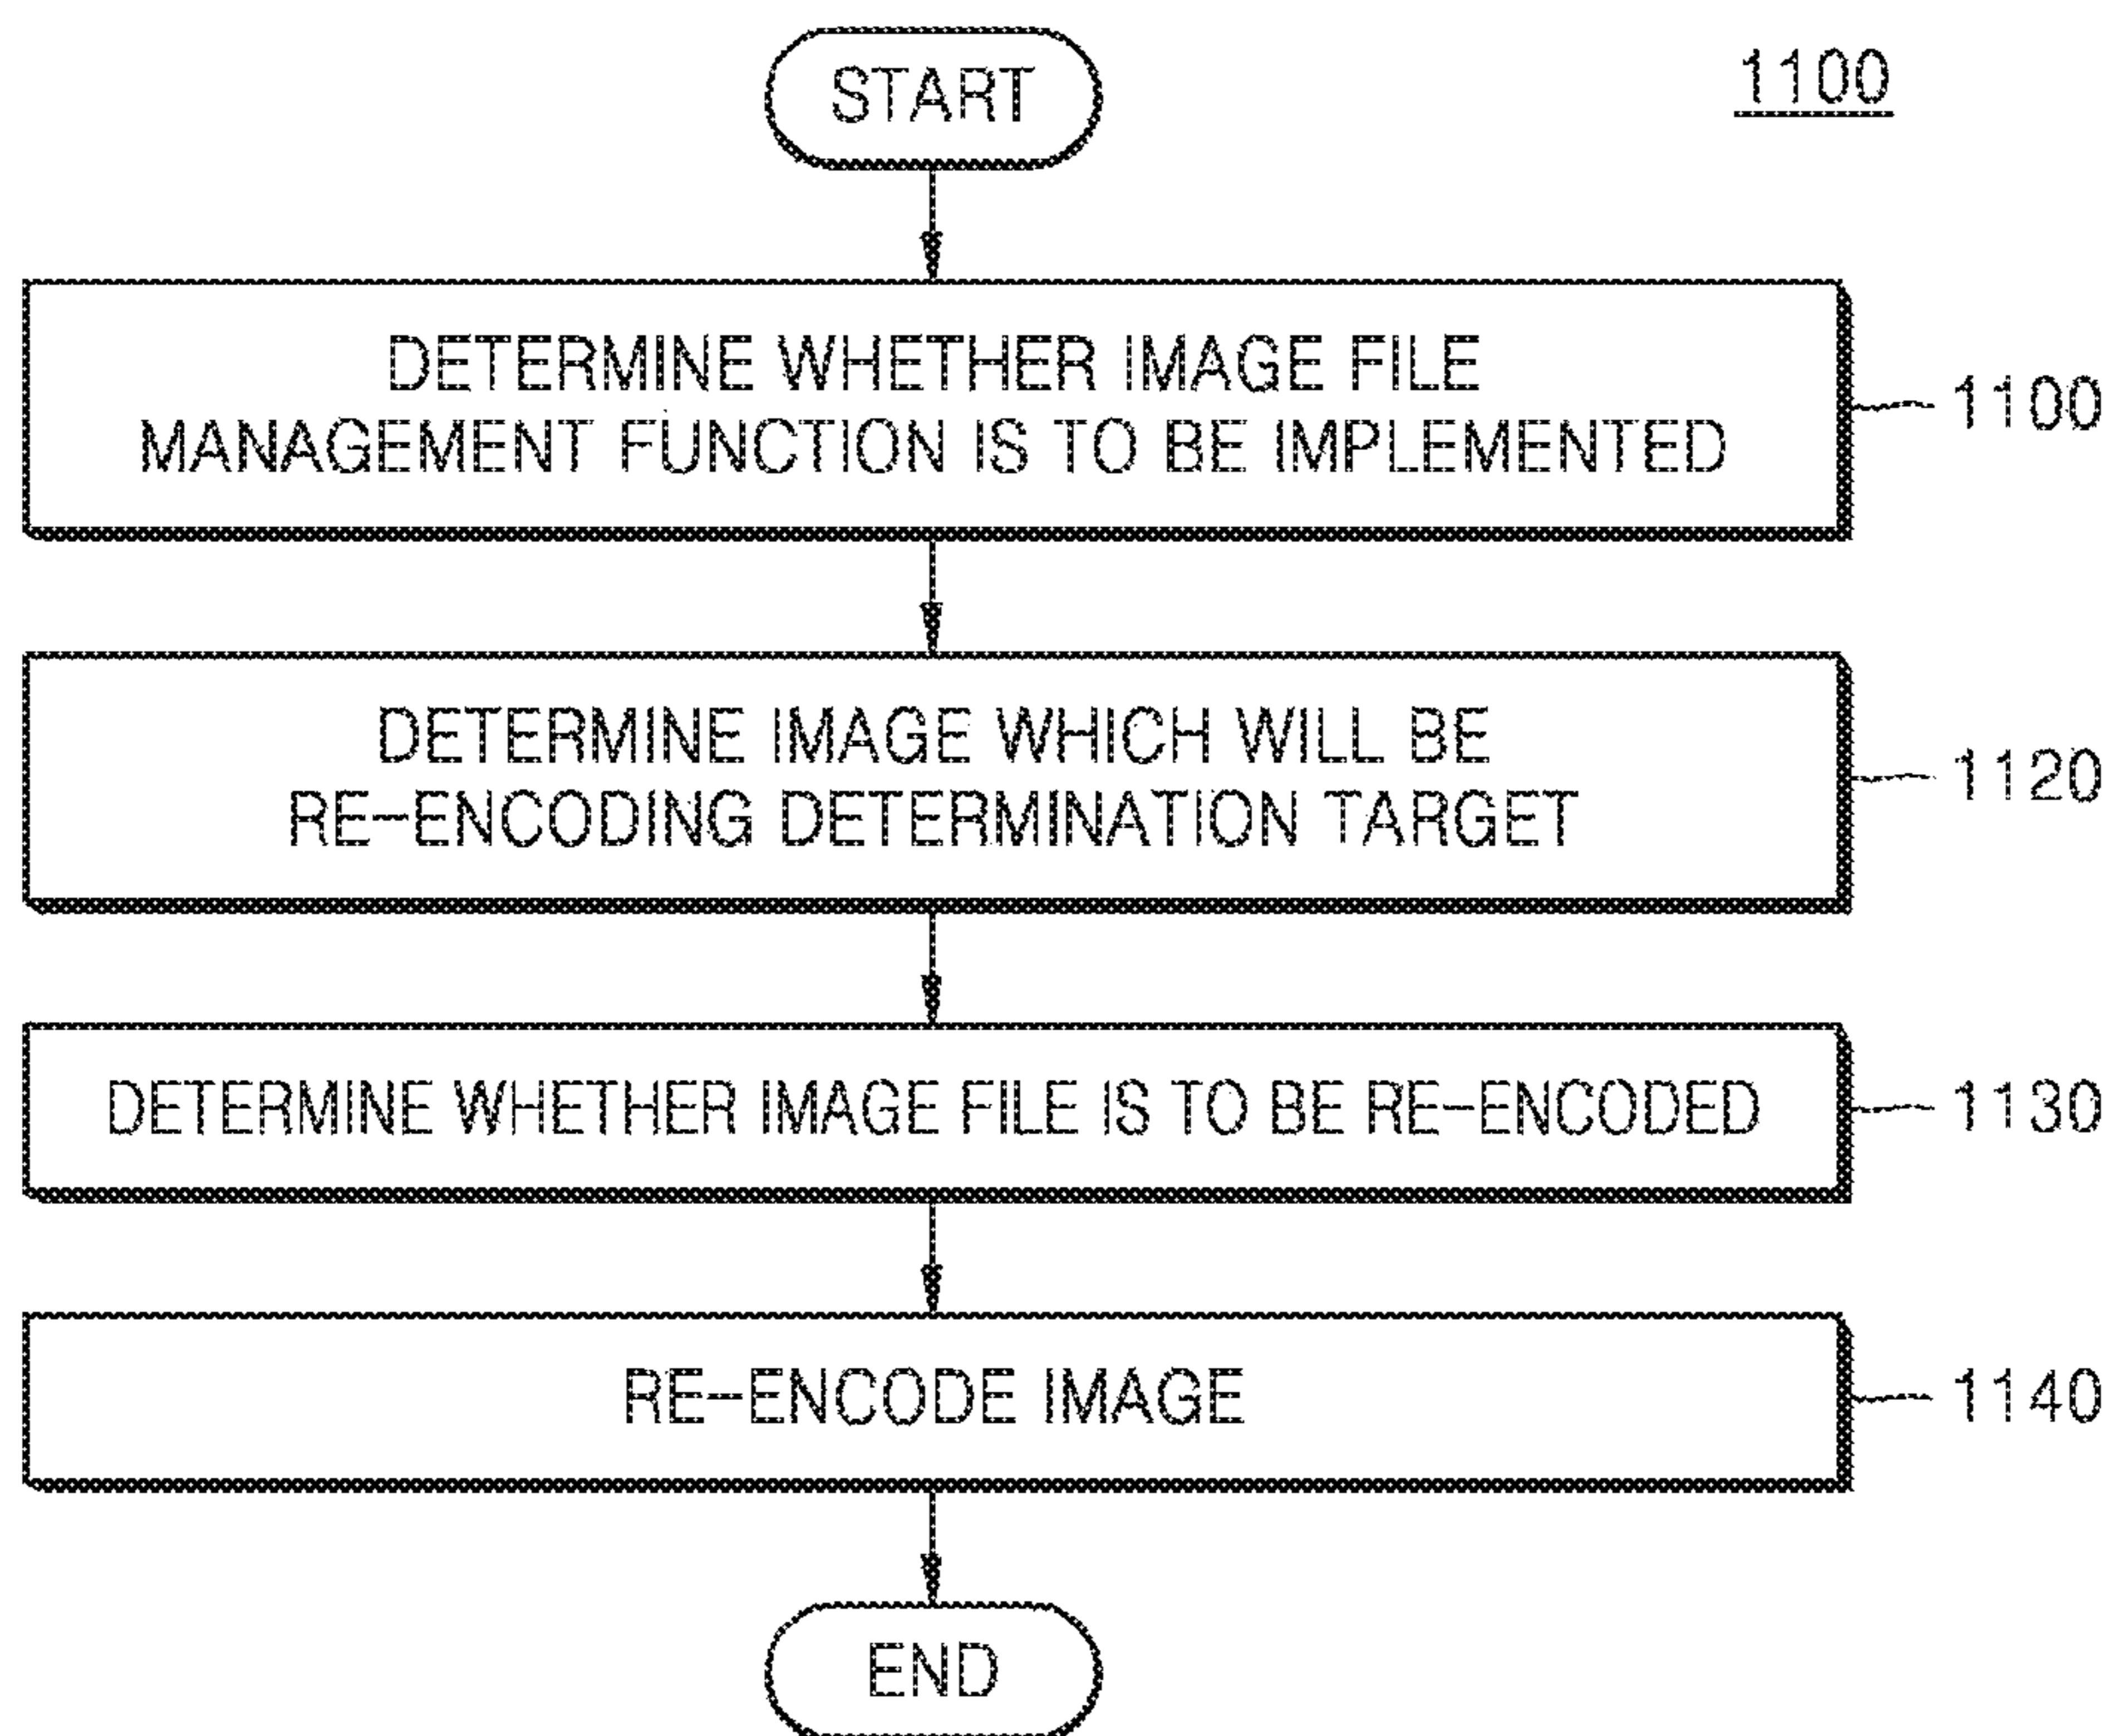 START
1100
DETERMINE WHETHER IMAGE FILE
MANAGEMENT FUNCTION IS TO BE IMPLEMENTED
1100
DETERMINE IMAGE WHICH WILL BE
RE-ENCODING DETERMINATION TARGET
1120
DETERMINE WHETHER IMAGE FILE IS TO BE RE-ENCODED
1130
RE-ENCODE IMAGE
1140
END